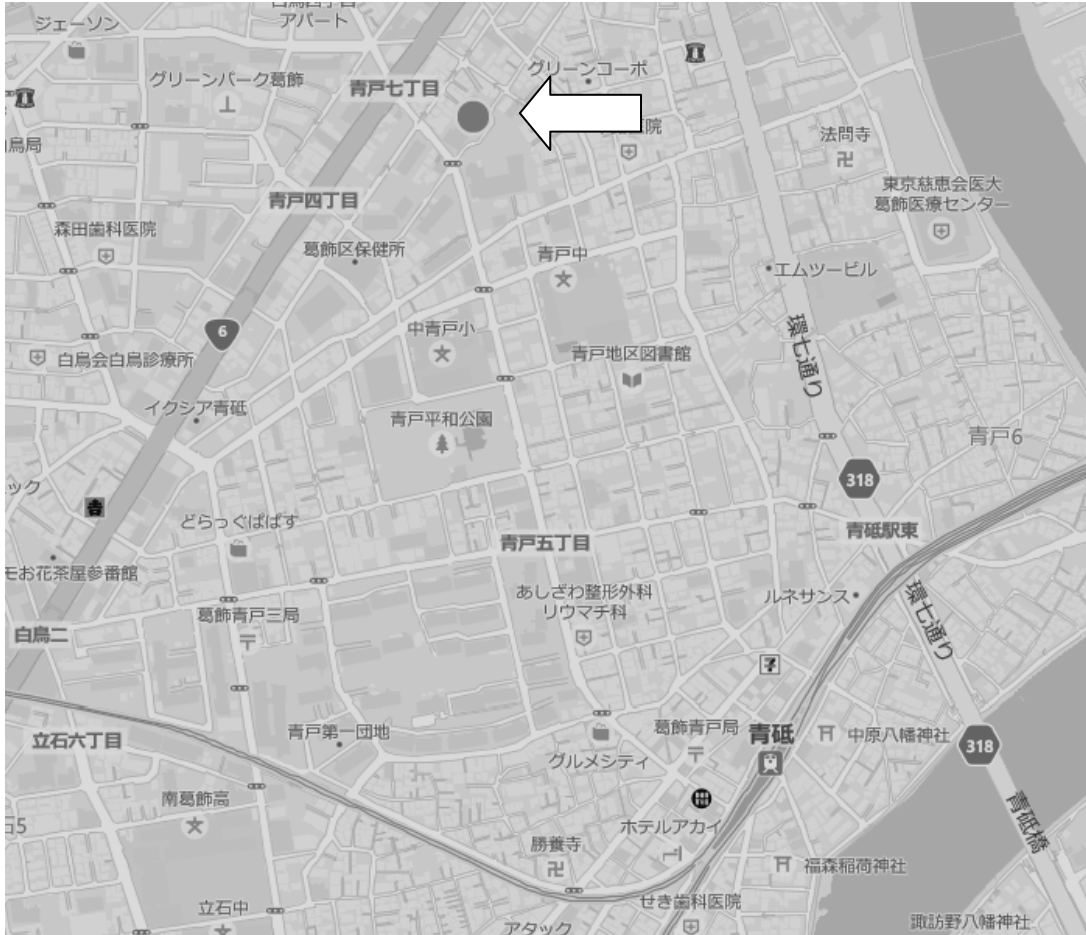 ジェーソン
アパート
グリーンパーク葛飾
青戸七丁目
グリーンコーポ
法問寺
東京慈恵会医大
葛飾医療センター
青戸四丁目
森田歯科医院
葛飾区保健所
青戸中
エムツービル
6
中青戸小
白鳥会白鳥診療所
青戸地区図書館
環七通り
イクシア青砥
青戸平和公園
青戸6
318
どらっぐぱぱす
青戸五丁目
青砥駅東
モお花茶屋参番館
あしざわ整形外科
リウマチ科
ルネサンス
環七通り
葛飾青戸三局
白鳥二
立石六丁目
青戸第一団地
葛飾青戸局
青砥
中原八幡神社
318
グルメシティ
南葛飾高
ホテルアカイ
青砥橋
勝養寺
福森稲荷神社
立石中
せき歯科医院
アタック
諏訪野八幡神社